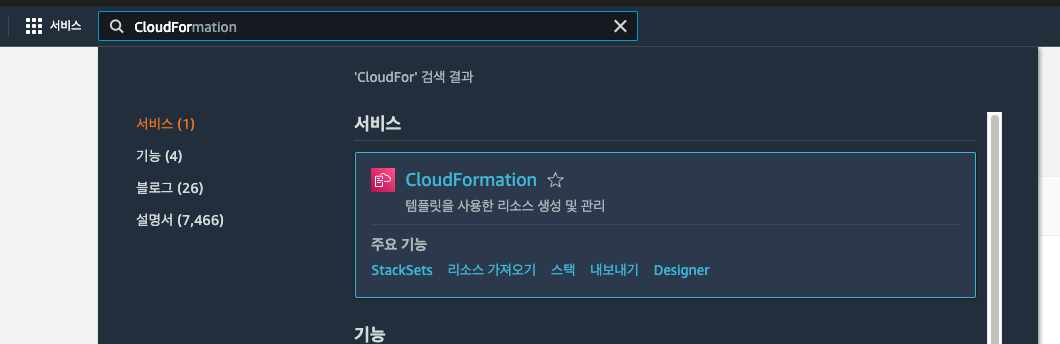 서비스
CloudFormation
'CloudFor' 검색 결과
서비스 (1)
기능 (4)
블로그 (26)
설명서 (7,466)
서비스
CloudFormation
템플릿을 사용한 리소스 생성 및 관리
주요 기능
StackSets 리소스 가져오기 스택 내보내기 Designer
기능